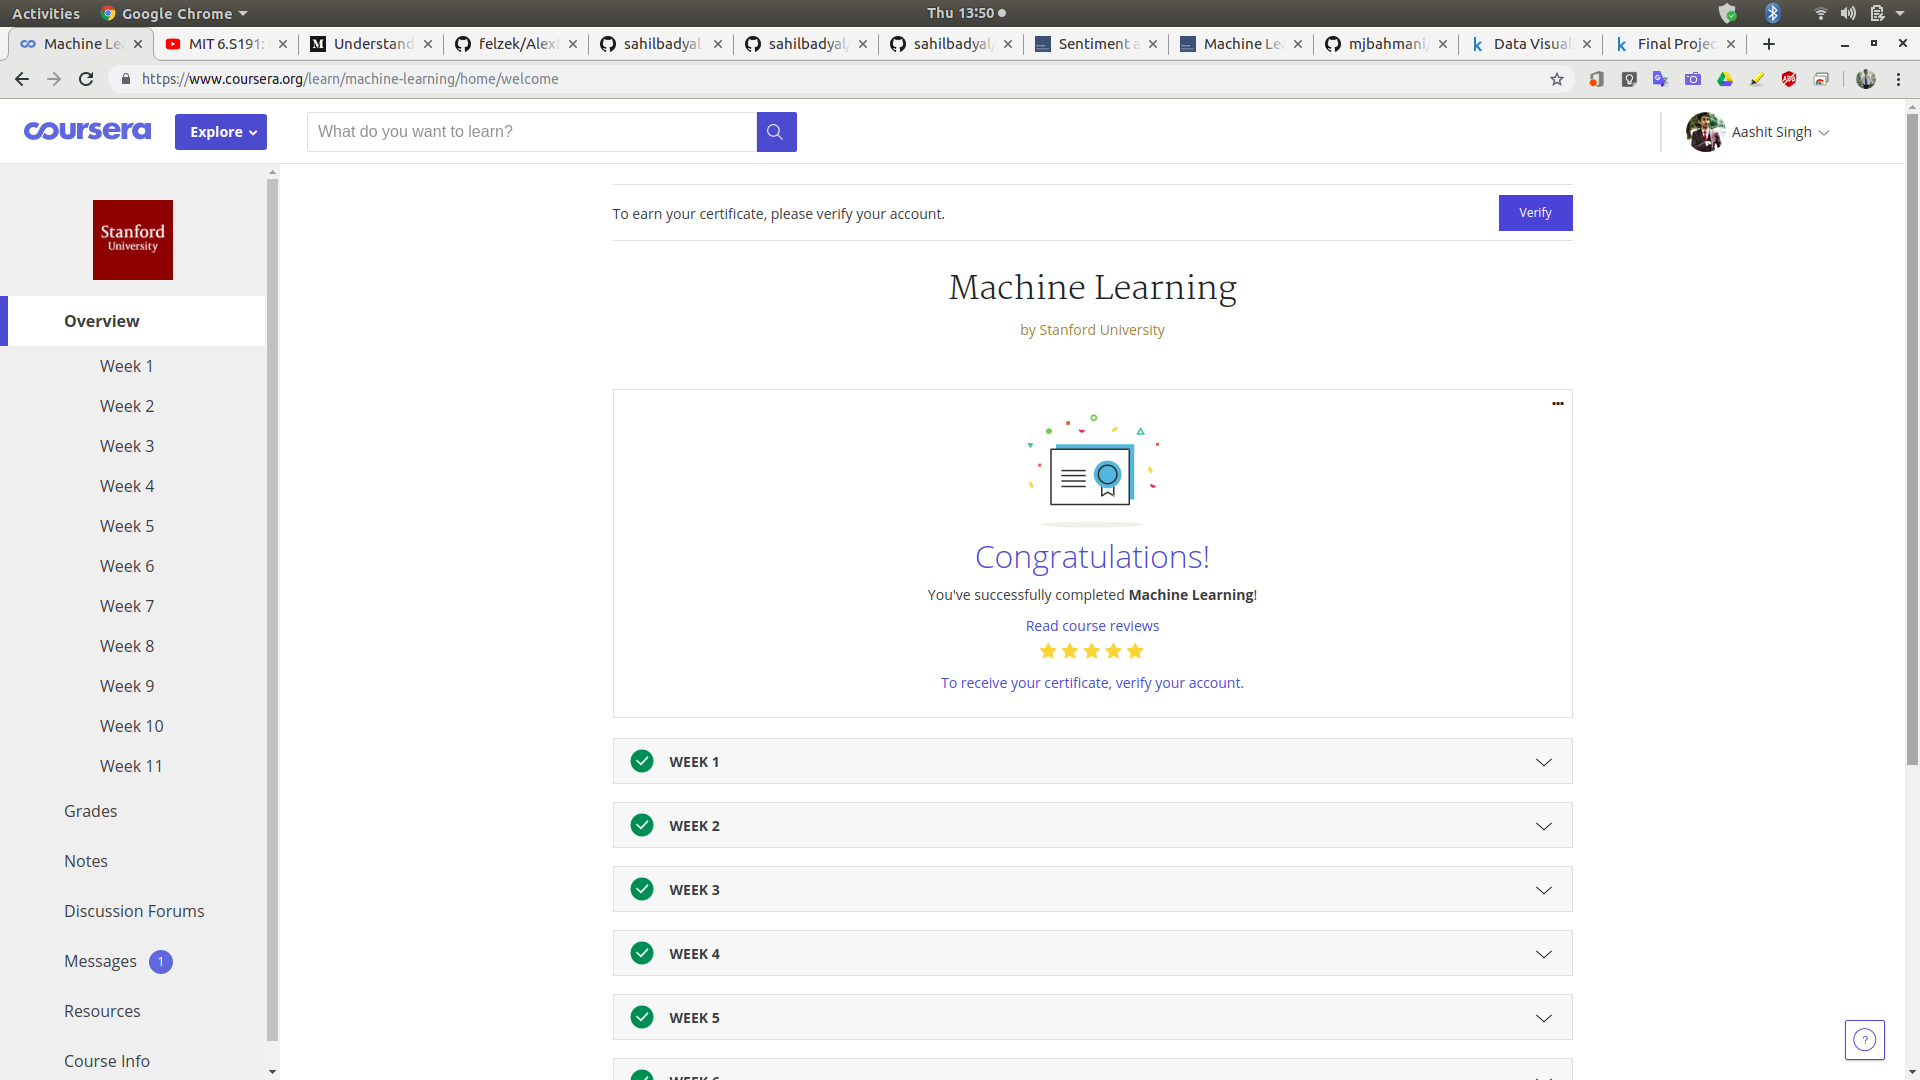 Activities Google Chrome Thu 13:50
Machine Le MIT 6.S191: Understand felzek/Alex sahilbadyal sahilbadyal/ sahilbadyal/ Sentiment a Machine Le mjbahmani/ Data Visual Final Projec
https://www.coursera.org/learn/machine-learning/home/welcome
coursera Explore What do you want to learn? Aashit Singh
Stanford
University
Overview
Week 1
Week 2
Week 3
Week 4
Week 5
Week 6
Week 7
Week 8
Week 9
Week 10
Week 11
Grades
Notes
Discussion Forums
Messages 1
Resources
Course Info
To earn your certificate, please verify your account. Verify
Machine Learning
by Stanford University
Congratulations!
You've successfully completed Machine Learning!
Read course reviews
To receive your certificate, verify your account.
WEEK 1
WEEK 2
WEEK 3
WEEK 4
WEEK 5
WEEK 6
?